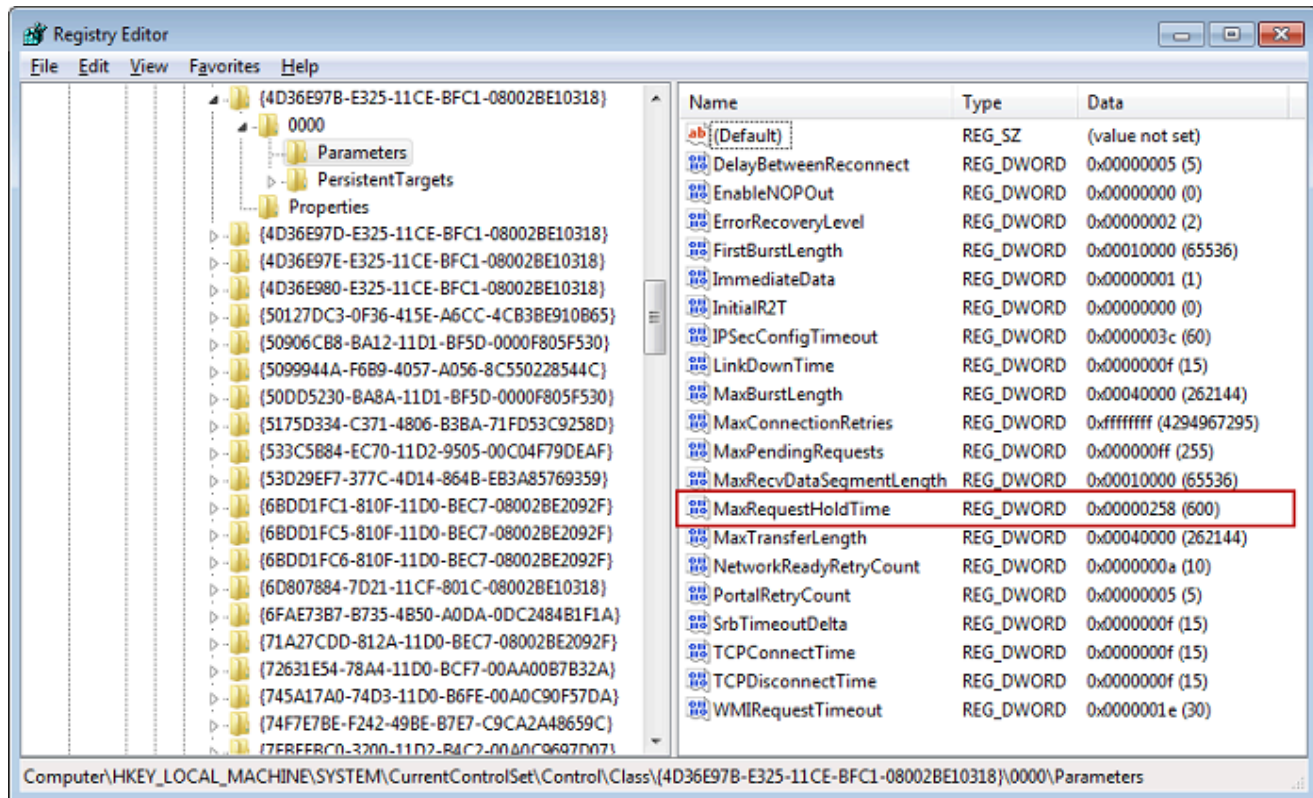 Registry Editor
File Edit View Favorites Help
{4D36E97B-E325-11CE-BFC1-08002BE10318}
0000
Parameters
PersistentTargets
Properties
{4D36E97D-E325-11CE-BFC1-08002BE10318}
{4D36E97E-E325-11CE-BFC1-08002BE10318}
{4D36E980-E325-11CE-BFC1-08002BE10318}
{50127DC3-0F36-415E-A6CC-4CB3BE910B65}
{50906CB8-BA12-11D1-BF5D-0000F805F530}
{5099944A-F6B9-4057-A056-8C550228544C}
{50DD5230-BA8A-11D1-BF5D-0000F805F530}
{5175D334-C371-4806-B3BA-71FD53C9258D}
{533C5B84-EC70-11D2-9505-00C04F79DEAF}
{53D29EF7-377C-4D14-864B-EB3A85769359}
{6BDD1FC1-810F-11D0-BEC7-08002BE2092F}
{6BDD1FC5-810F-11D0-BEC7-08002BE2092F}
{6BDD1FC6-810F-11D0-BEC7-08002BE2092F}
{6D807884-7D21-11CF-801C-08002BE10318}
{6FAE73B7-B735-4B50-A0DA-0DC2484B1F1A}
{71A27CDD-812A-11D0-BEC7-08002BE2092F}
{72631E54-78A4-11D0-BCF7-00AA00B7B32A}
{745A17A0-74D3-11D0-B6FE-00A0C90F57DA}
{74F7E7BE-F242-49BE-B7E7-C9CA2A48659C}
{7EBEFBC0-3200-11D2-B4C2-00A0C9697D07}
Name Type Data
(Default) REG_SZ (value not set)
DelayBetweenReconnect REG_DWORD 0x00000005 (5)
EnableNOPOut REG_DWORD 0x00000000 (0)
ErrorRecoveryLevel REG_DWORD 0x00000002 (2)
FirstBurstLength REG_DWORD 0x00010000 (65536)
ImmediateData REG_DWORD 0x00000001 (1)
InitialR2T REG_DWORD 0x00000000 (0)
IPSecConfigTimeout REG_DWORD 0x0000003c (60)
LinkDownTime REG_DWORD 0x0000000f (15)
MaxBurstLength REG_DWORD 0x00040000 (262144)
MaxConnectionRetries REG_DWORD 0xffffffff (4294967295)
MaxPendingRequests REG_DWORD 0x000000ff (255)
MaxRecvDataSegmentLength REG_DWORD 0x00010000 (65536)
MaxRequestHoldTime REG_DWORD 0x00000258 (600)
MaxTransferLength REG_DWORD 0x00040000 (262144)
NetworkReadyRetryCount REG_DWORD 0x0000000a (10)
PortalRetryCount REG_DWORD 0x00000005 (5)
SrbTimeoutDelta REG_DWORD 0x0000000f (15)
TCPConnectTime REG_DWORD 0x0000000f (15)
TCPDisconnectTime REG_DWORD 0x0000000f (15)
WMIRequestTimeout REG_DWORD 0x0000001e (30)
Computer\HKEY_LOCAL_MACHINE\SYSTEM\CurrentControlSet\Control\Class\{4D36E97B-E325-11CE-BFC1-08002BE10318}\0000\Parameters